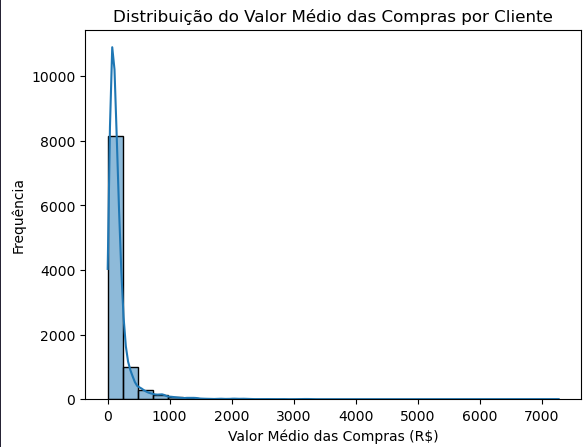 Distribuição do Valor Médio das Compras por Cliente
10000
8000
6000
4000
2000
0
Frequência
0 1000 2000 3000 4000 5000 6000 7000
Valor Médio das Compras (R$)